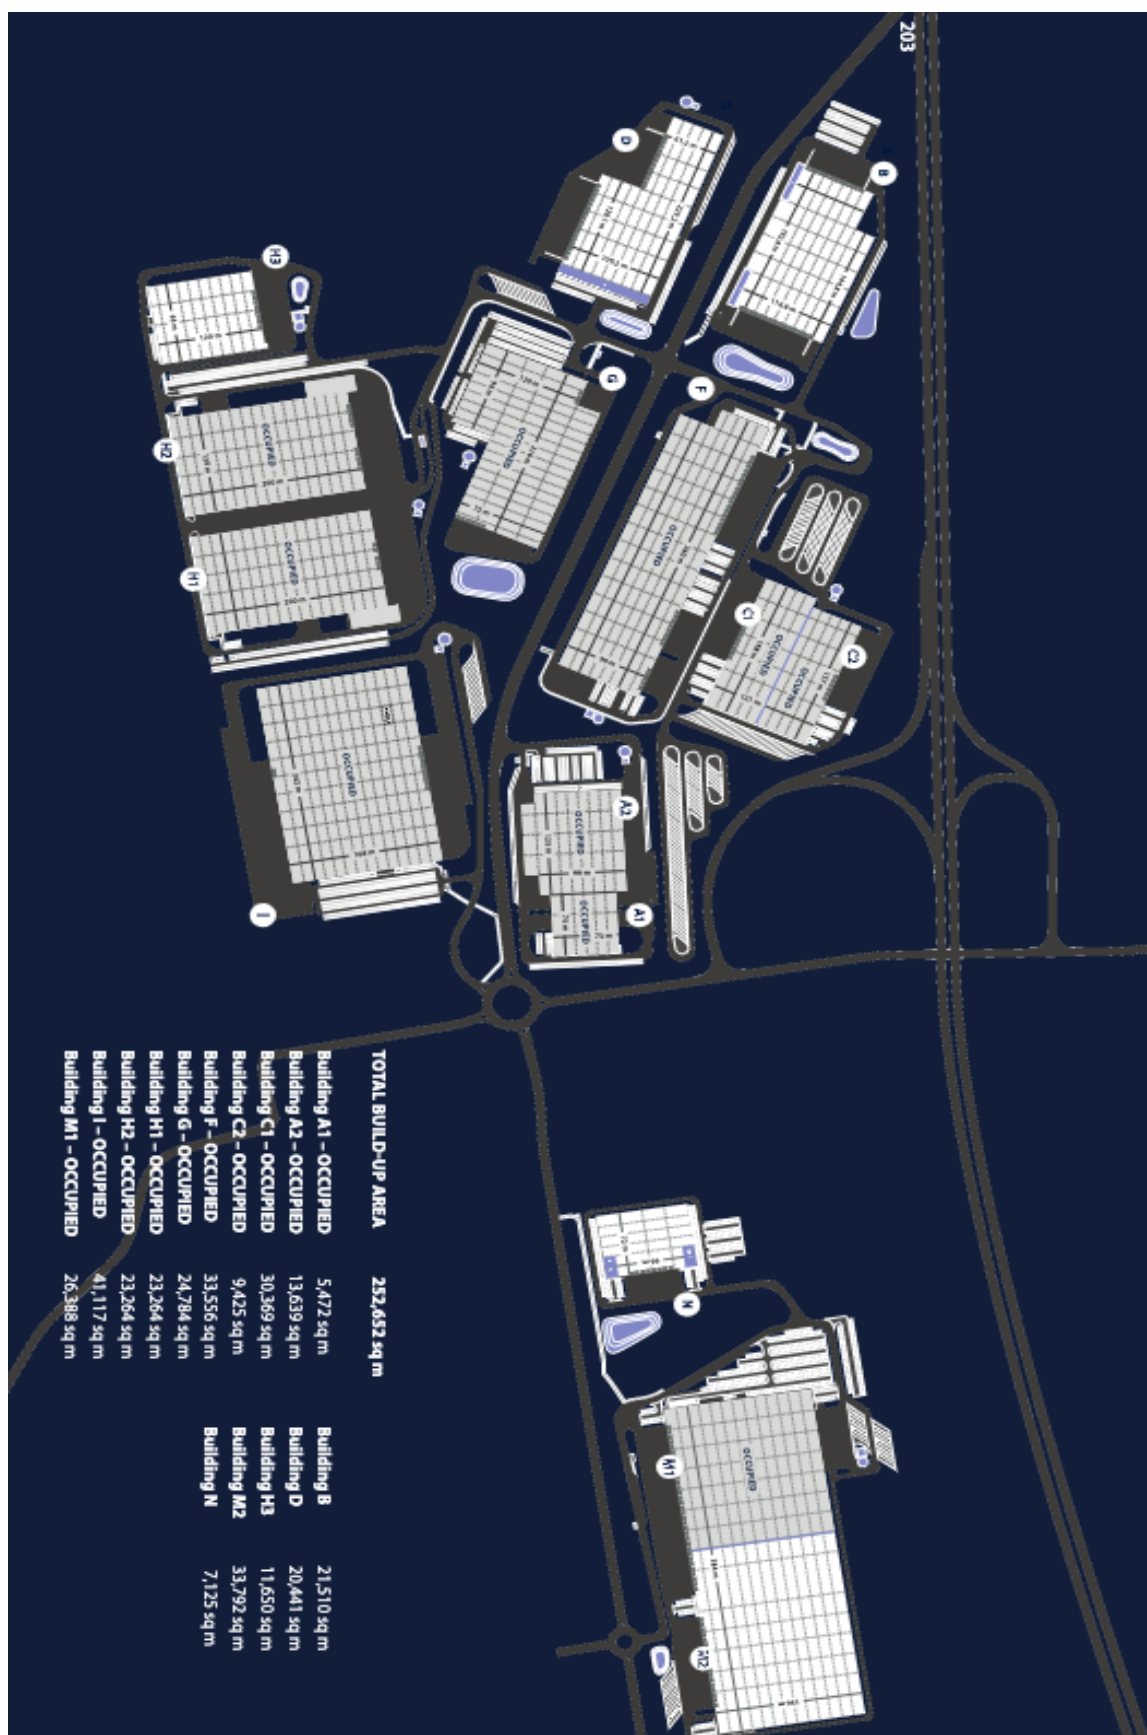 203
B
D
H3
G
F
H2
OCCUPIED
OCCUPIED
OCCUPIED
H1
OCCUPIED
C1
C2
OCCUPIED
OCCUPIED
OCCUPIED
A2
OCCUPIED
A1
OCCUPIED
I
N
M1
OCCUPIED
M2
TOTAL BUILD-UP AREA 252,652 sq m
Building A1 – OCCUPIED 5,472 sq m
Building A2 – OCCUPIED 13,639 sq m
Building C1 – OCCUPIED 30,369 sq m
Building C2 – OCCUPIED 9,425 sq m
Building F – OCCUPIED 33,556 sq m
Building G – OCCUPIED 24,784 sq m
Building H1 – OCCUPIED 23,264 sq m
Building H2 – OCCUPIED 23,264 sq m
Building I – OCCUPIED 41,117 sq m
Building M1 – OCCUPIED 26,388 sq m
Building B 21,510 sq m
Building D 20,441 sq m
Building H3 11,650 sq m
Building M2 33,792 sq m
Building N 7,125 sq m